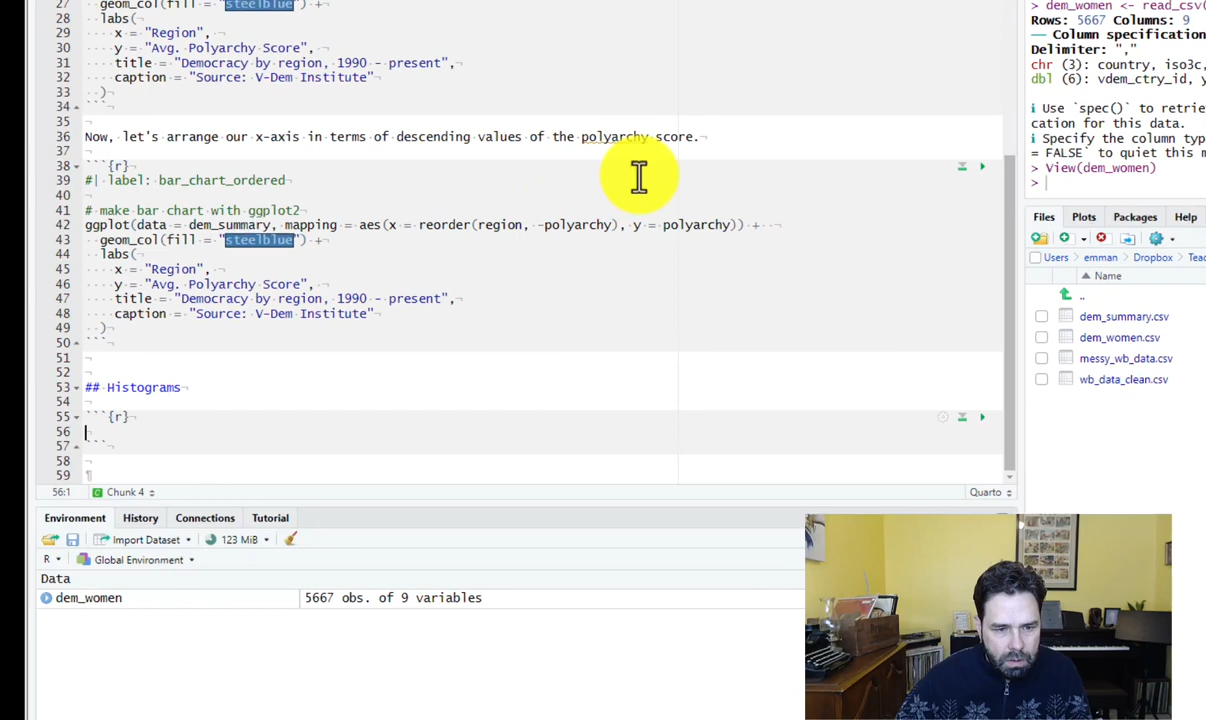 27 geom_col(fill = "steelblue") +
28 labs(
29 x = "Region",
30 y = "Avg. Polyarchy Score",
31 title = "Democracy by region, 1990 - present",
32 caption = "Source: V-Dem Institute"
33 )
34 ```
35
36 Now, let's arrange our x-axis in terms of descending values of the polyarchy score.
37
38 ```{r}
39 #| label: bar_chart_ordered
40
41 # make bar chart with ggplot2
42 ggplot(data = dem_summary, mapping = aes(x = reorder(region, -polyarchy), y = polyarchy)) +
43 geom_col(fill = "steelblue") +
44 labs(
45 x = "Region",
46 y = "Avg. Polyarchy Score",
47 title = "Democracy by region, 1990 - present",
48 caption = "Source: V-Dem Institute"
49 )
50 ```
51
52
53 ## Histograms
54
55 ```{r}
56
57 ```
58
59
56:1 Chunk 4 Quarto
Environment History Connections Tutorial
Import Dataset 123 MiB
R Global Environment
Data
dem_women 5667 obs. of 9 variables
> dem_women <- read_csv(
Rows: 5667 Columns: 9
── Column specification
Delimiter: ","
chr (3): country, iso3c,
dbl (6): vdem_ctry_id, y
ℹ Use `spec()` to retrie
cation for this data.
ℹ Specify the column typ
= FALSE` to quiet this m
> View(dem_women)
>
Files Plots Packages Help
Users emman Dropbox Teac
Name
..
dem_summary.csv
dem_women.csv
messy_wb_data.csv
wb_data_clean.csv